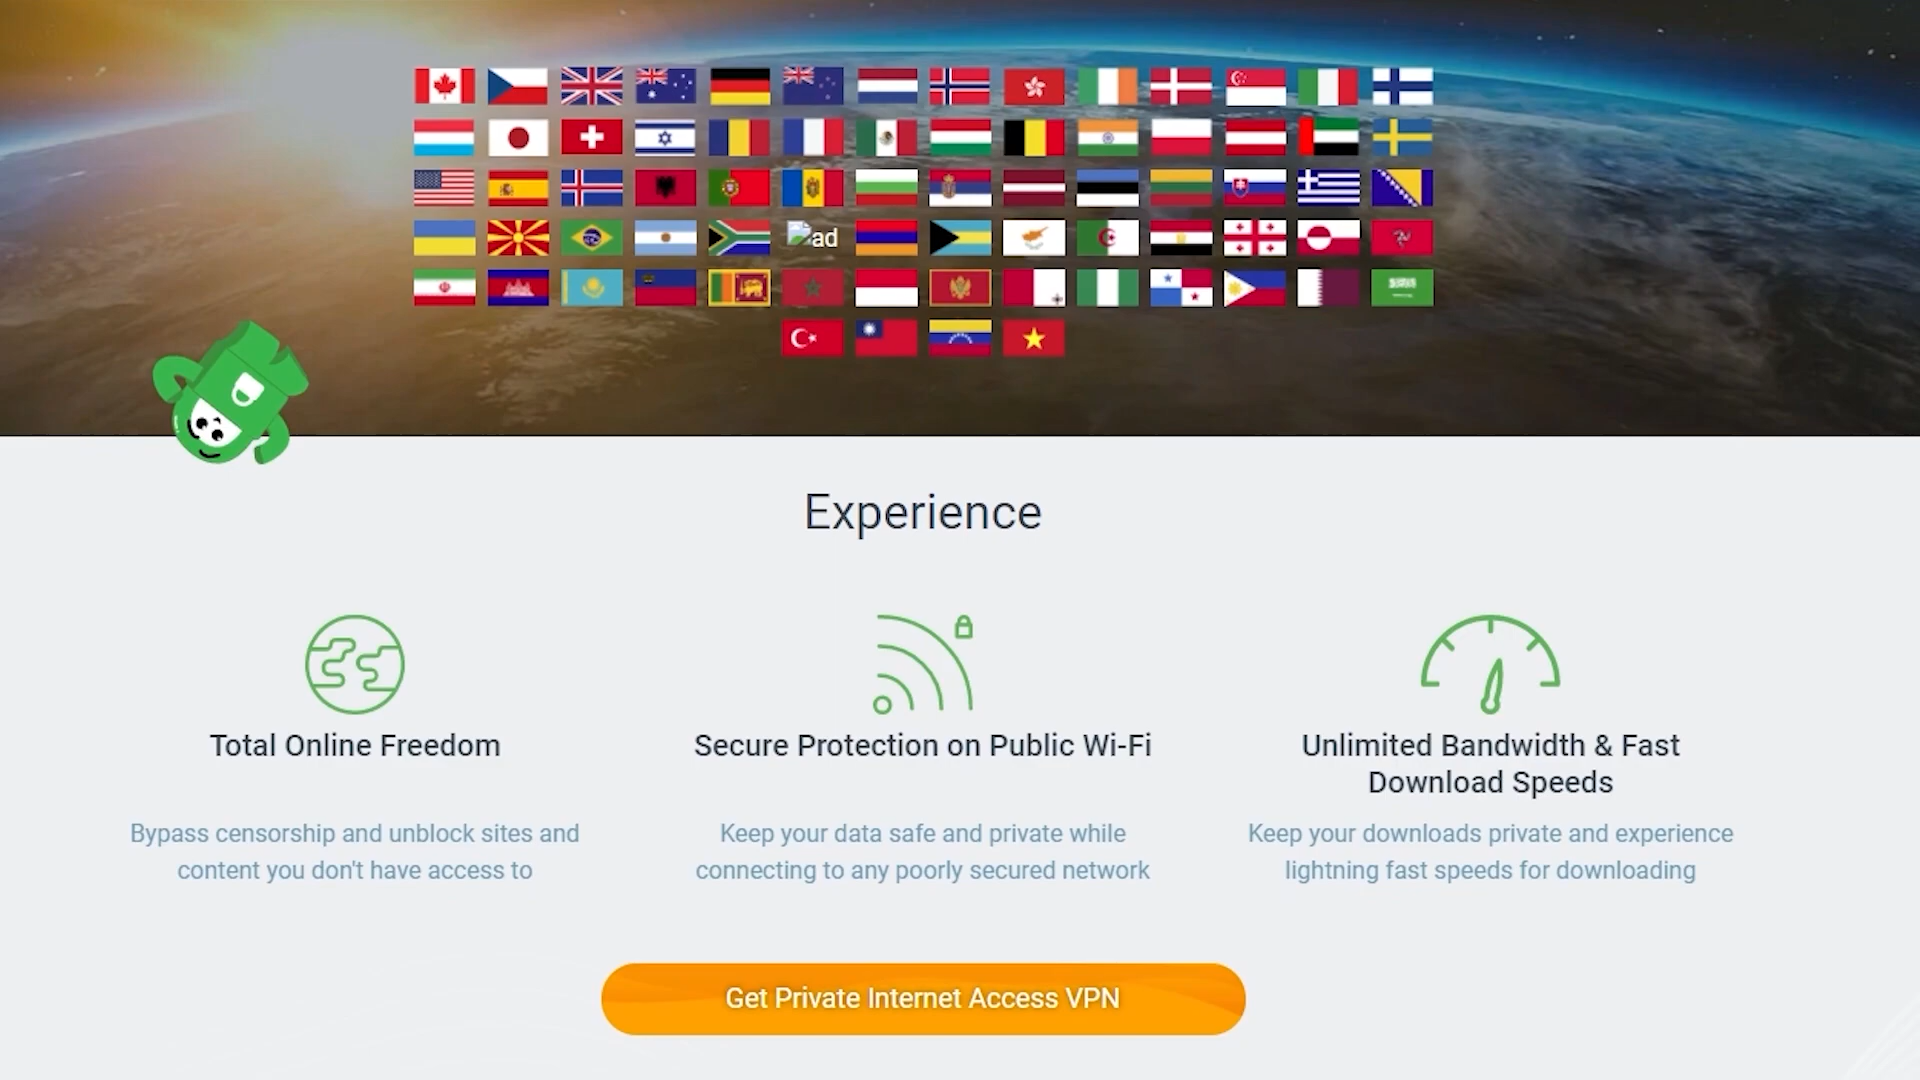 ad
Experience
Total Online Freedom
Bypass censorship and unblock sites and
content you don't have access to
Secure Protection on Public Wi-Fi
Keep your data safe and private while
connecting to any poorly secured network
Unlimited Bandwidth & Fast
Download Speeds
Keep your downloads private and experience
lightning fast speeds for downloading
Get Private Internet Access VPN